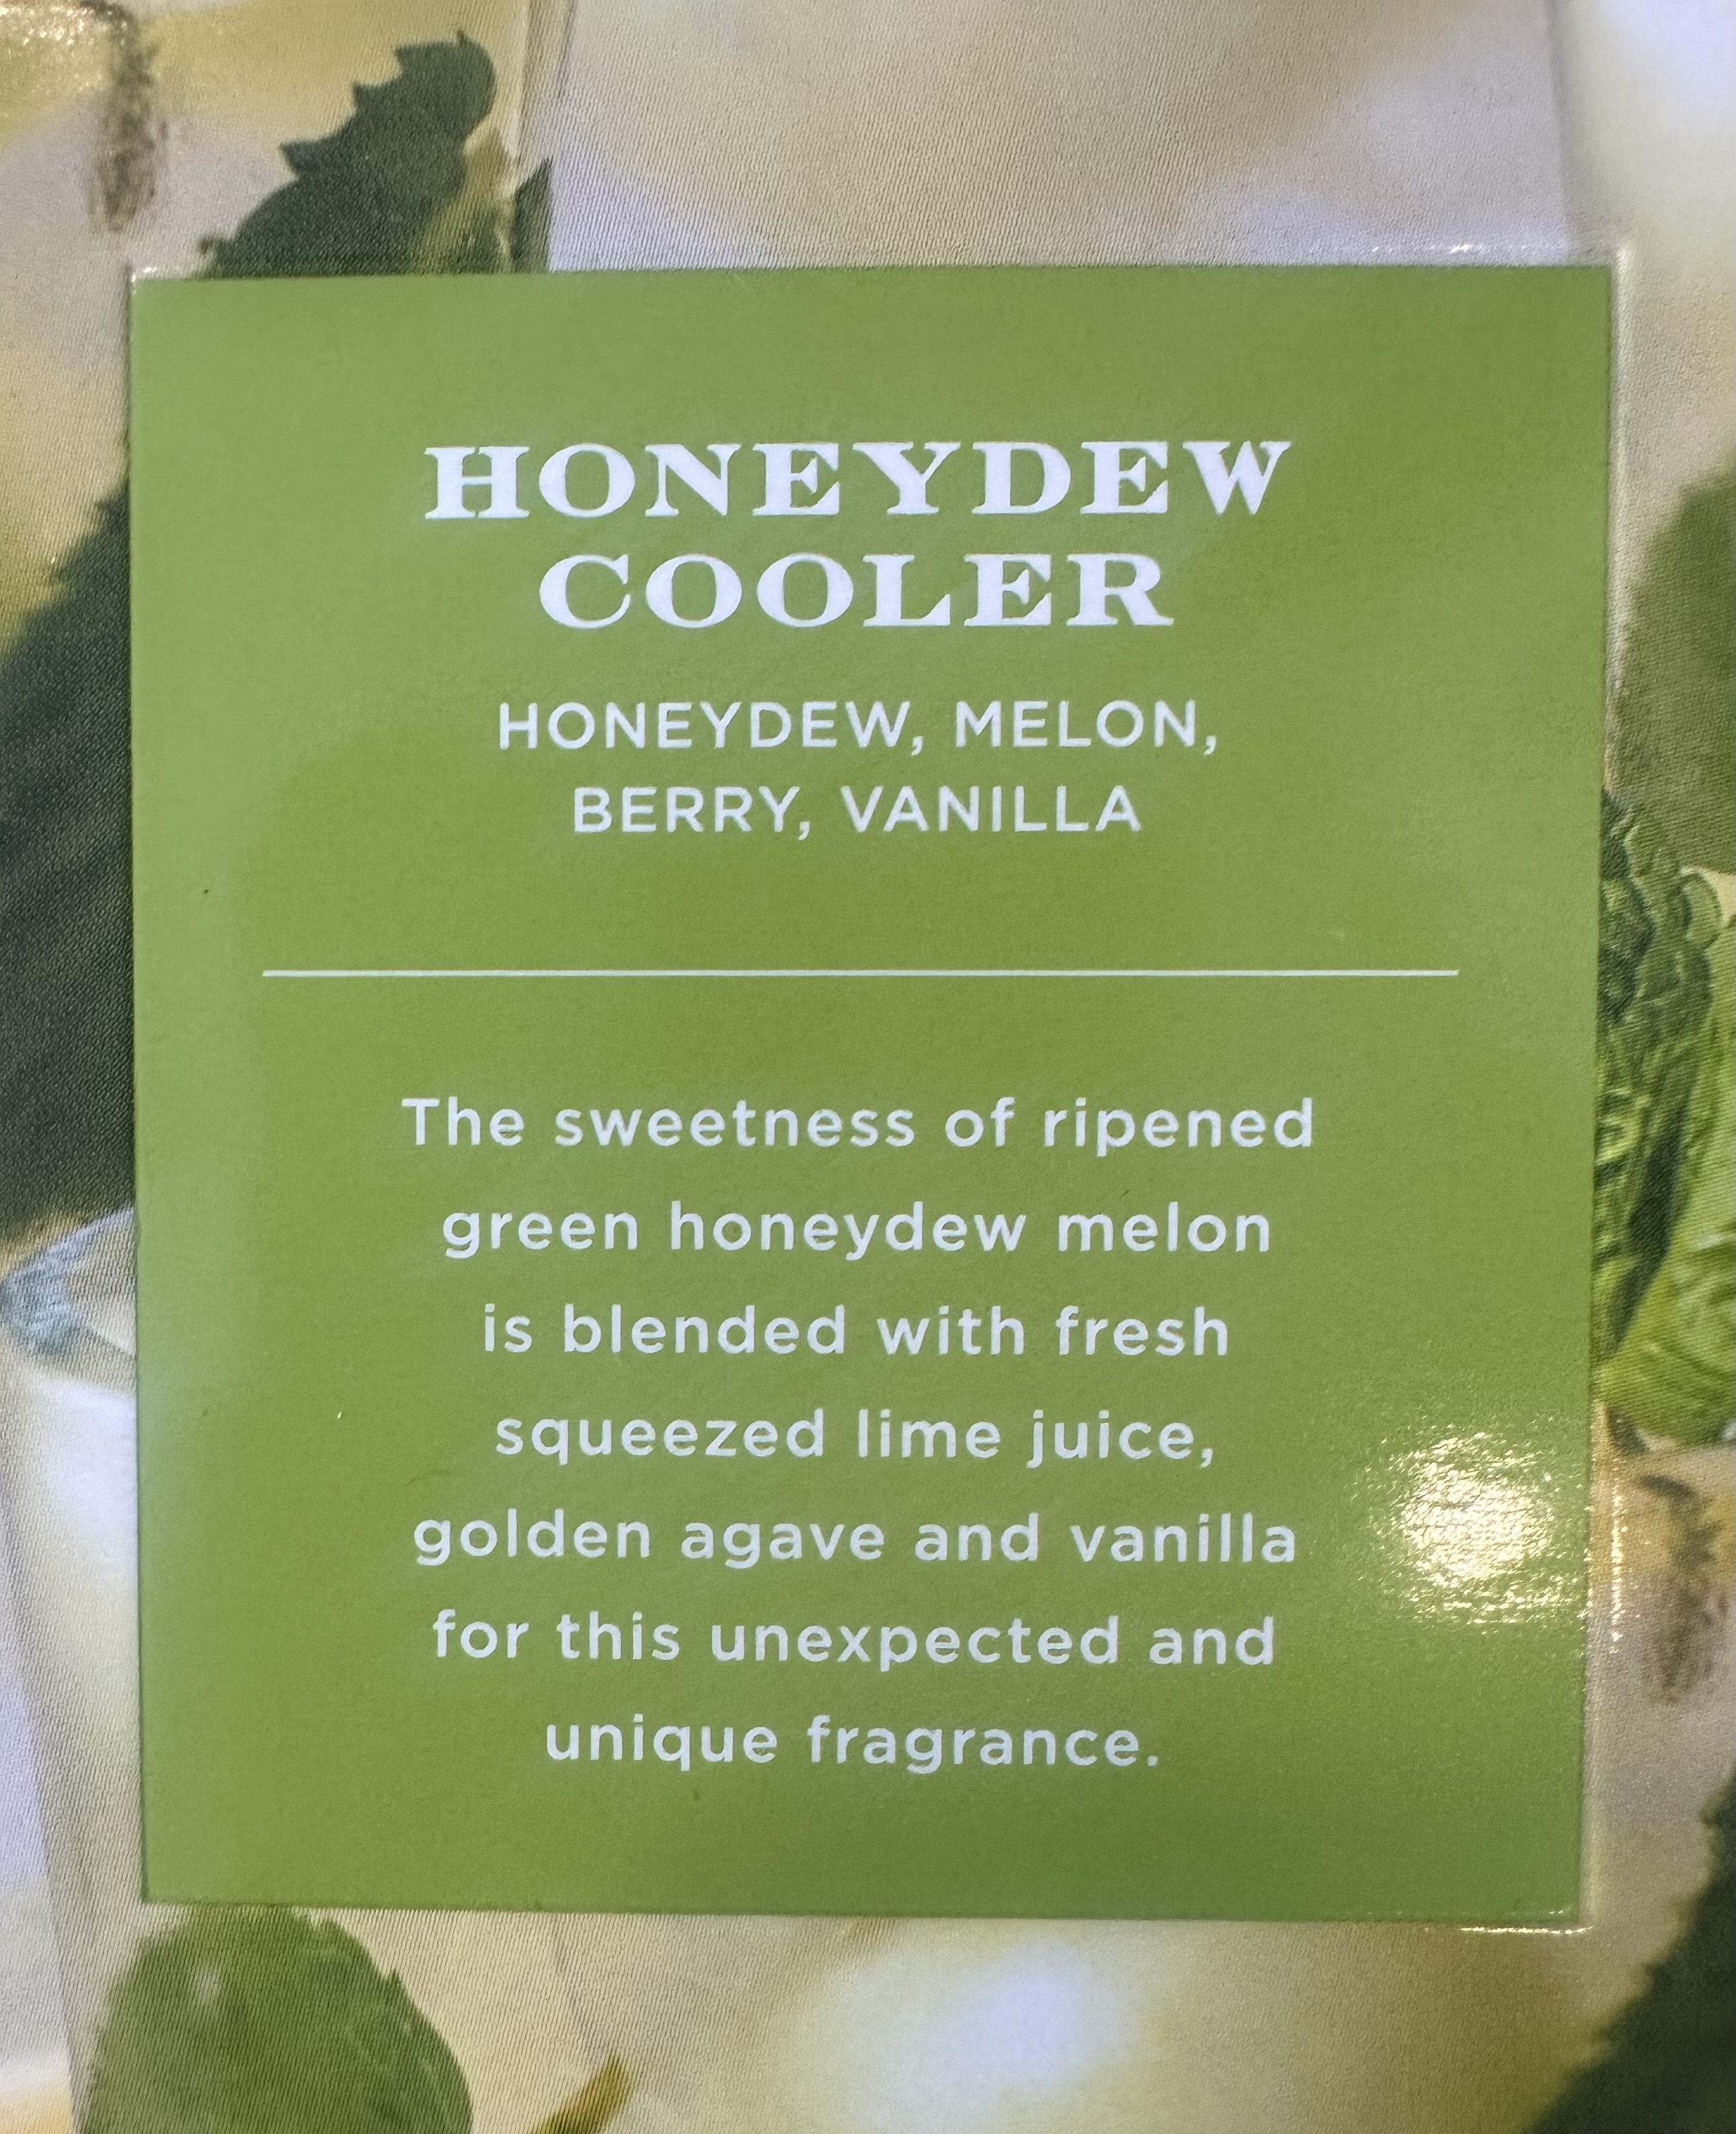 HONEYDEW
COOLER
HONEYDEW, MELON,
BERRY, VANILLA
The sweetness of ripened
green honeydew melon
is blended with fresh
squeezed lime juice,
golden agave and vanilla
for this unexpected and
unique fragrance.